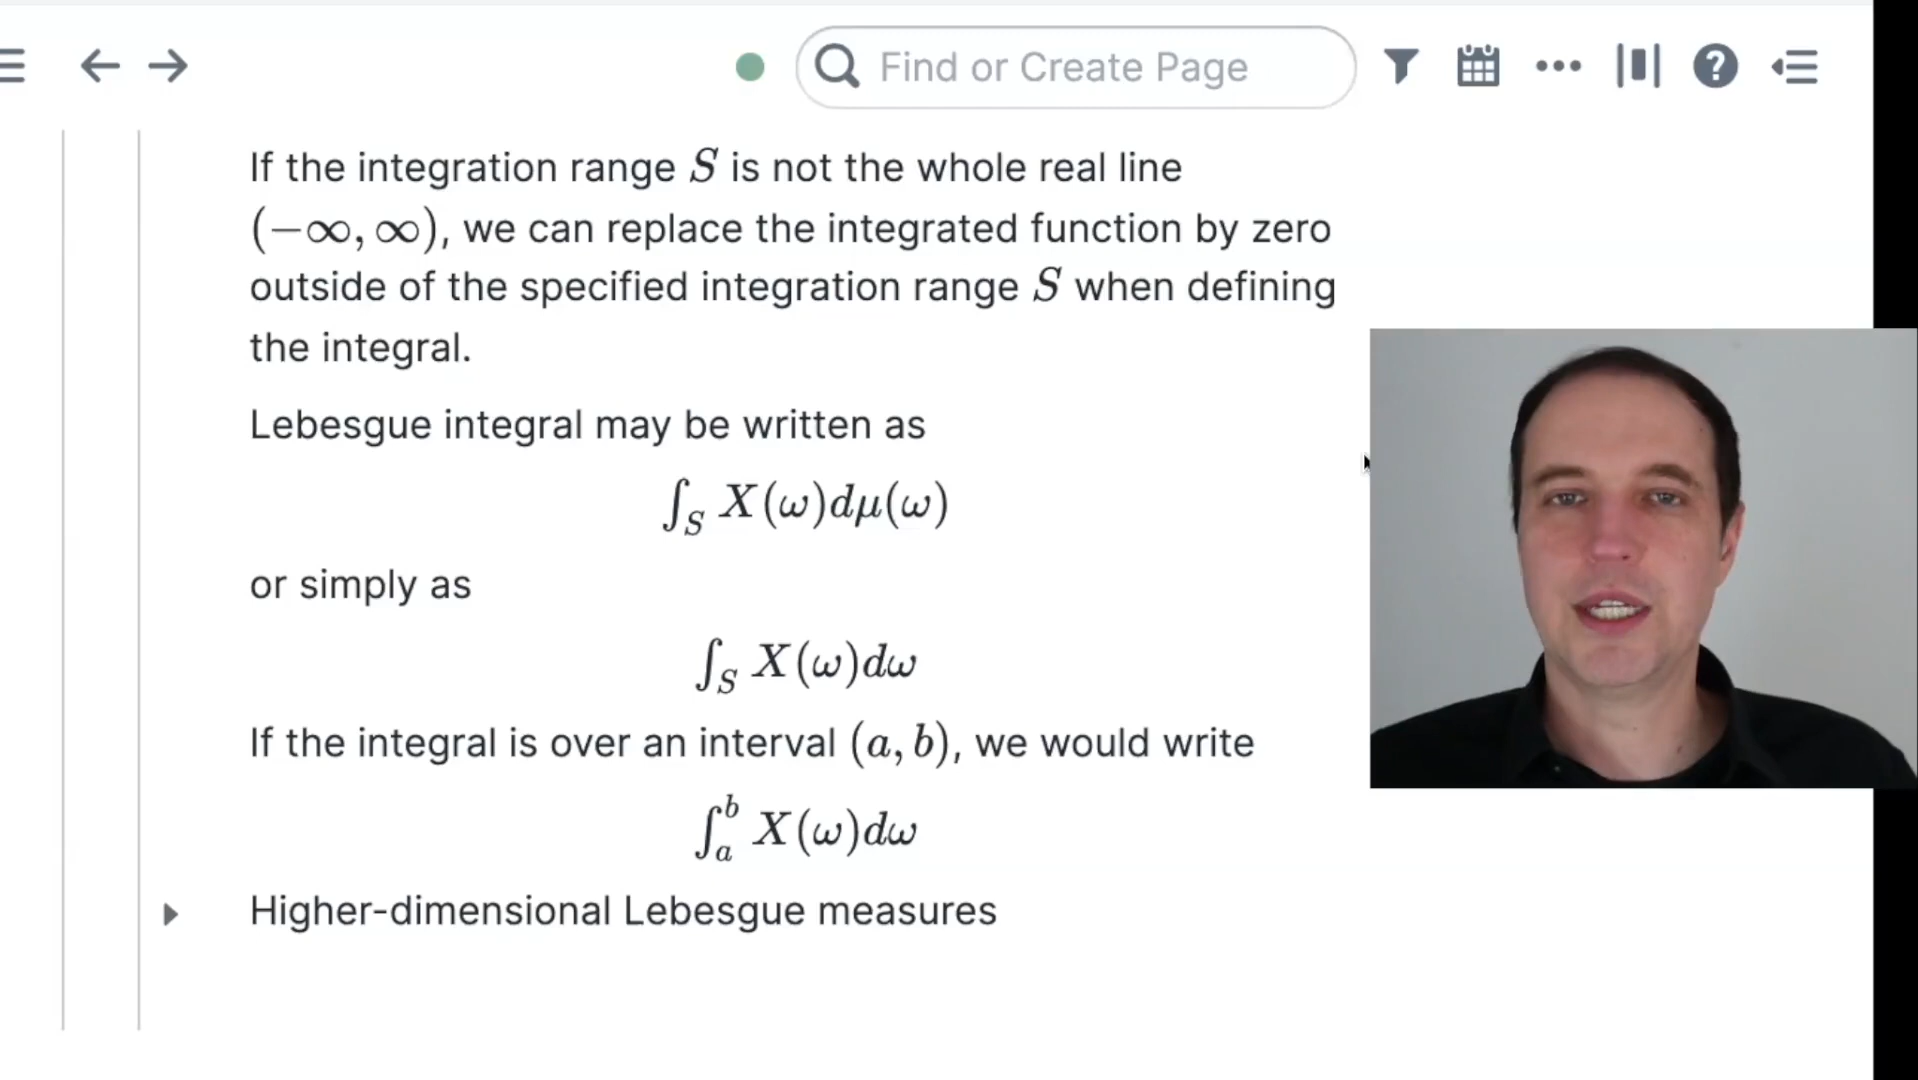 Find or Create Page
If the integration range S is not the whole real line
(−∞, ∞), we can replace the integrated function by zero
outside of the specified integration range S when defining
the integral.
Lebesgue integral may be written as
∫_S X(ω)dμ(ω)
or simply as
∫_S X(ω)dω
If the integral is over an interval (a, b), we would write
∫_a^b X(ω)dω
Higher-dimensional Lebesgue measures